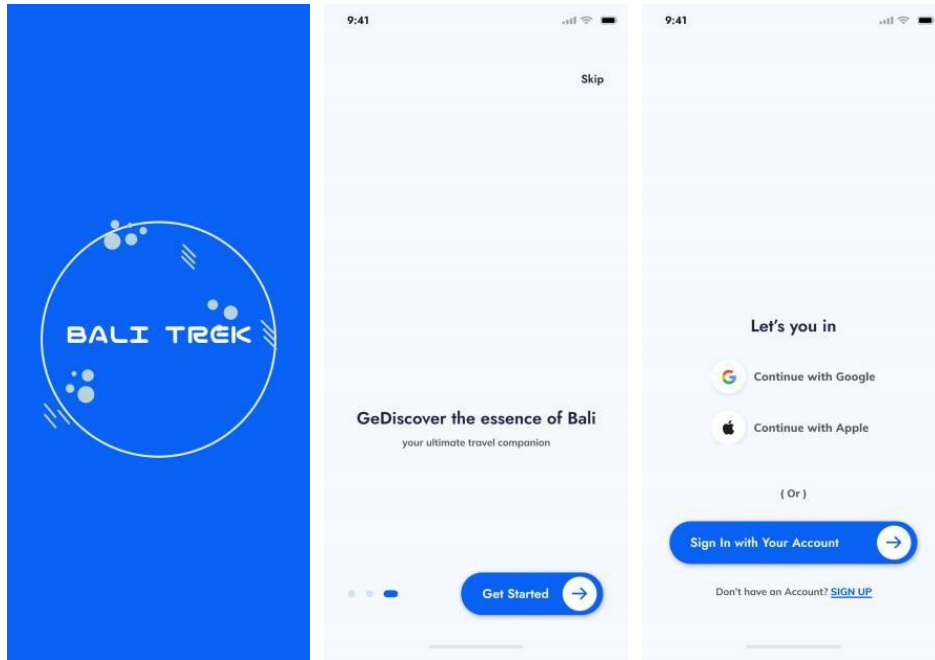 BALI TREK
9:41
Skip
GeDiscover the essence of Bali
your ultimate travel companion
Get Started
9:41
Let's you in
Continue with Google
Continue with Apple
( Or )
Sign In with Your Account
Don't have an Account? SIGN UP